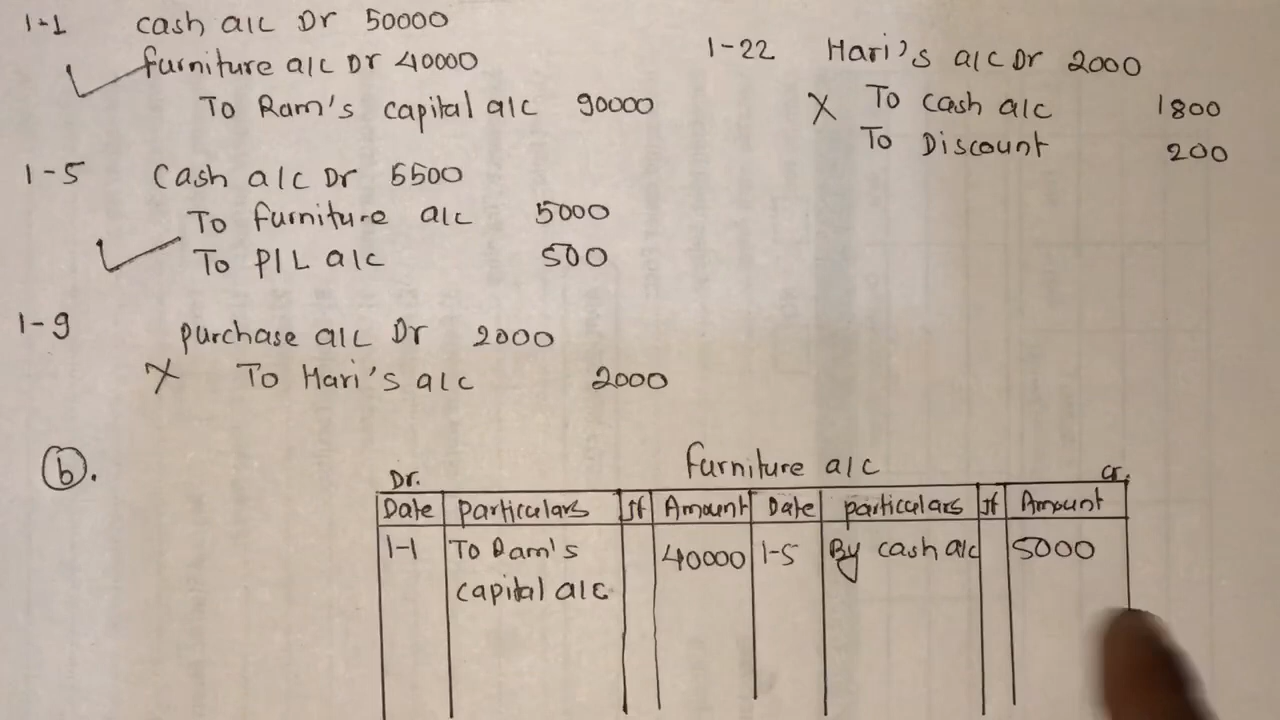 1-1 cash a/c Dr 50000
furniture a/c Dr 40000
To Ram's capital a/c 90000
1-5 Cash a/c Dr 5500
To furniture a/c 5000
To P/L a/c 500
1-9 purchase a/c Dr 2000
X To Hari's a/c 2000
1-22 Hari's a/c Dr 2000
X To cash a/c 1800
To Discount 200
(b).
Furniture a/c
Dr. Cr.
Date particulars Jf Amount Date particulars Jf Amount
1-1 To Ram's 40000 1-5 By cash a/c 5000
capital a/c